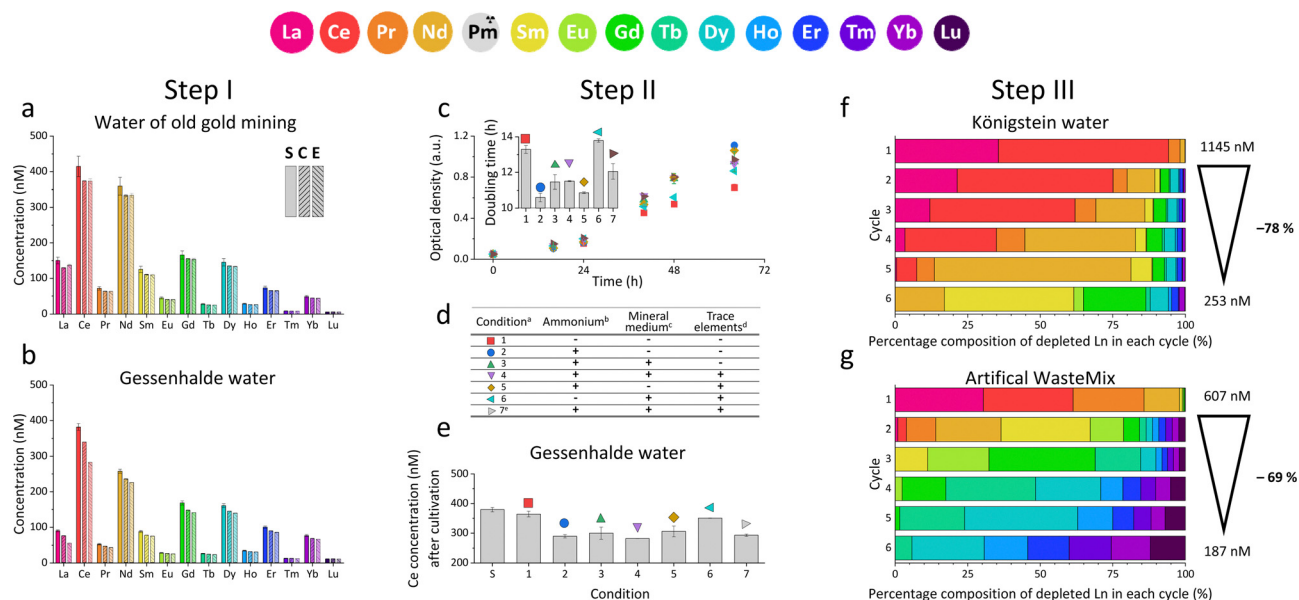 La Ce Pr Nd Pm Sm Eu Gd Tb Dy Ho Er Tm Yb Lu
Step I
a
Water of old gold mining
S C E
500
400
300
200
100
0
Concentration (nM)
La Ce Pr Nd Sm Eu Gd Tb Dy Ho Er Tm Yb Lu
b
Gessenhalde water
500
400
300
200
100
0
Concentration (nM)
La Ce Pr Nd Sm Eu Gd Tb Dy Ho Er Tm Yb Lu
Step II
c
Optical density (a.u.)
1.2
0.8
0.4
0.0
Doubling time (h)
14
12
10
1 2 3 4 5 6 7
0 24 48 72
Time (h)
d
Conditionᵃ Ammoniumᵇ Mineral mediumᶜ Trace elementsᵈ
1 - - -
2 + - -
3 + + -
4 + + +
5 + - +
6 - + +
7ᵉ + + +
e
Gessenhalde water
Ce concentration (nM)
after cultivation
500
400
300
200
S 1 2 3 4 5 6 7
Condition
Step III
f
Königstein water
Cycle
1
2
3
4
5
6
0 25 50 75 100
Percentage composition of depleted Ln in each cycle (%)
1145 nM
–78 %
253 nM
g
Artifical WasteMix
Cycle
1
2
3
4
5
6
0 25 50 75 100
Percentage composition of depleted Ln in each cycle (%)
607 nM
– 69 %
187 nM